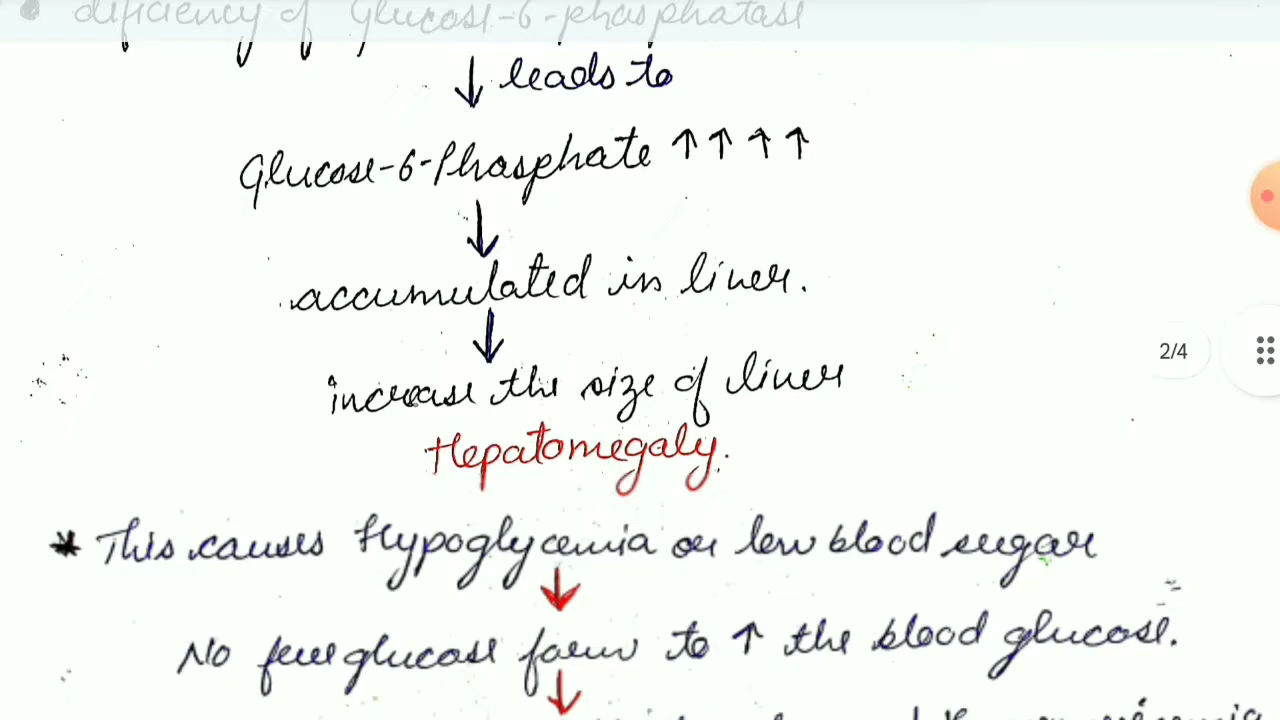 deficiency of Glucose-6-phosphatase
↓ leads to
Glucose-6-Phosphate ↑↑↑↑
↓
accumulated in liver.
↓
increase the size of liver
Hepatomegaly.
2/4
* This causes Hypoglycemia or low blood sugar
↓
No free glucose form to ↑ the blood glucose.
↓